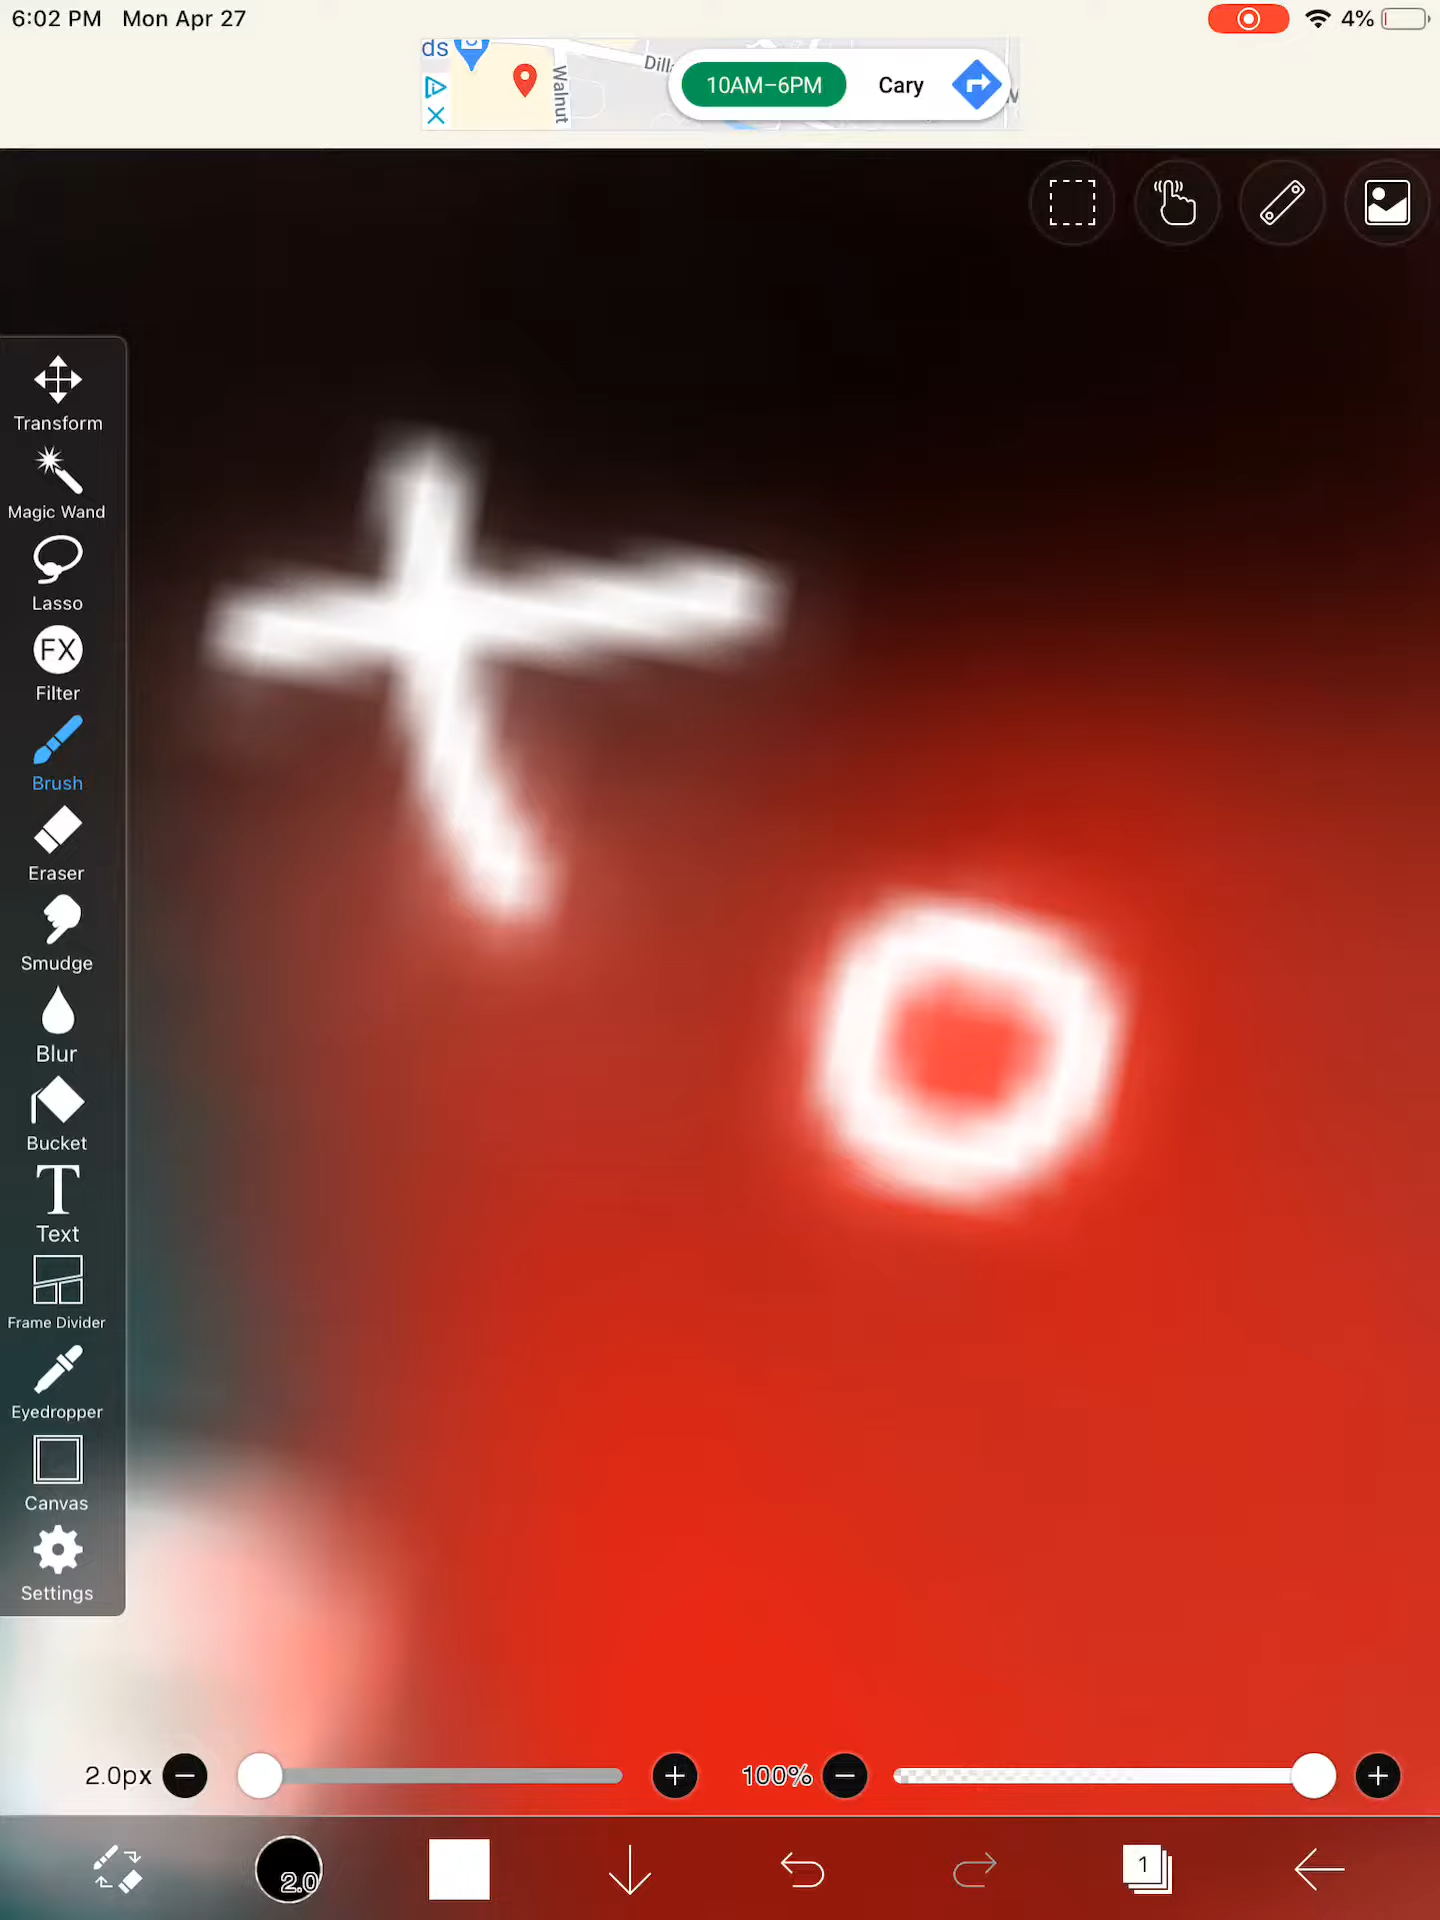 6:02 PM Mon Apr 27
4%
ds
Walnut
10AM–6PM
Cary
Transform
Magic Wand
Lasso
FX
Filter
Brush
Eraser
Smudge
Blur
Bucket
T
Text
Frame Divider
Eyedropper
Canvas
Settings
2.0px
100%
2.0
1